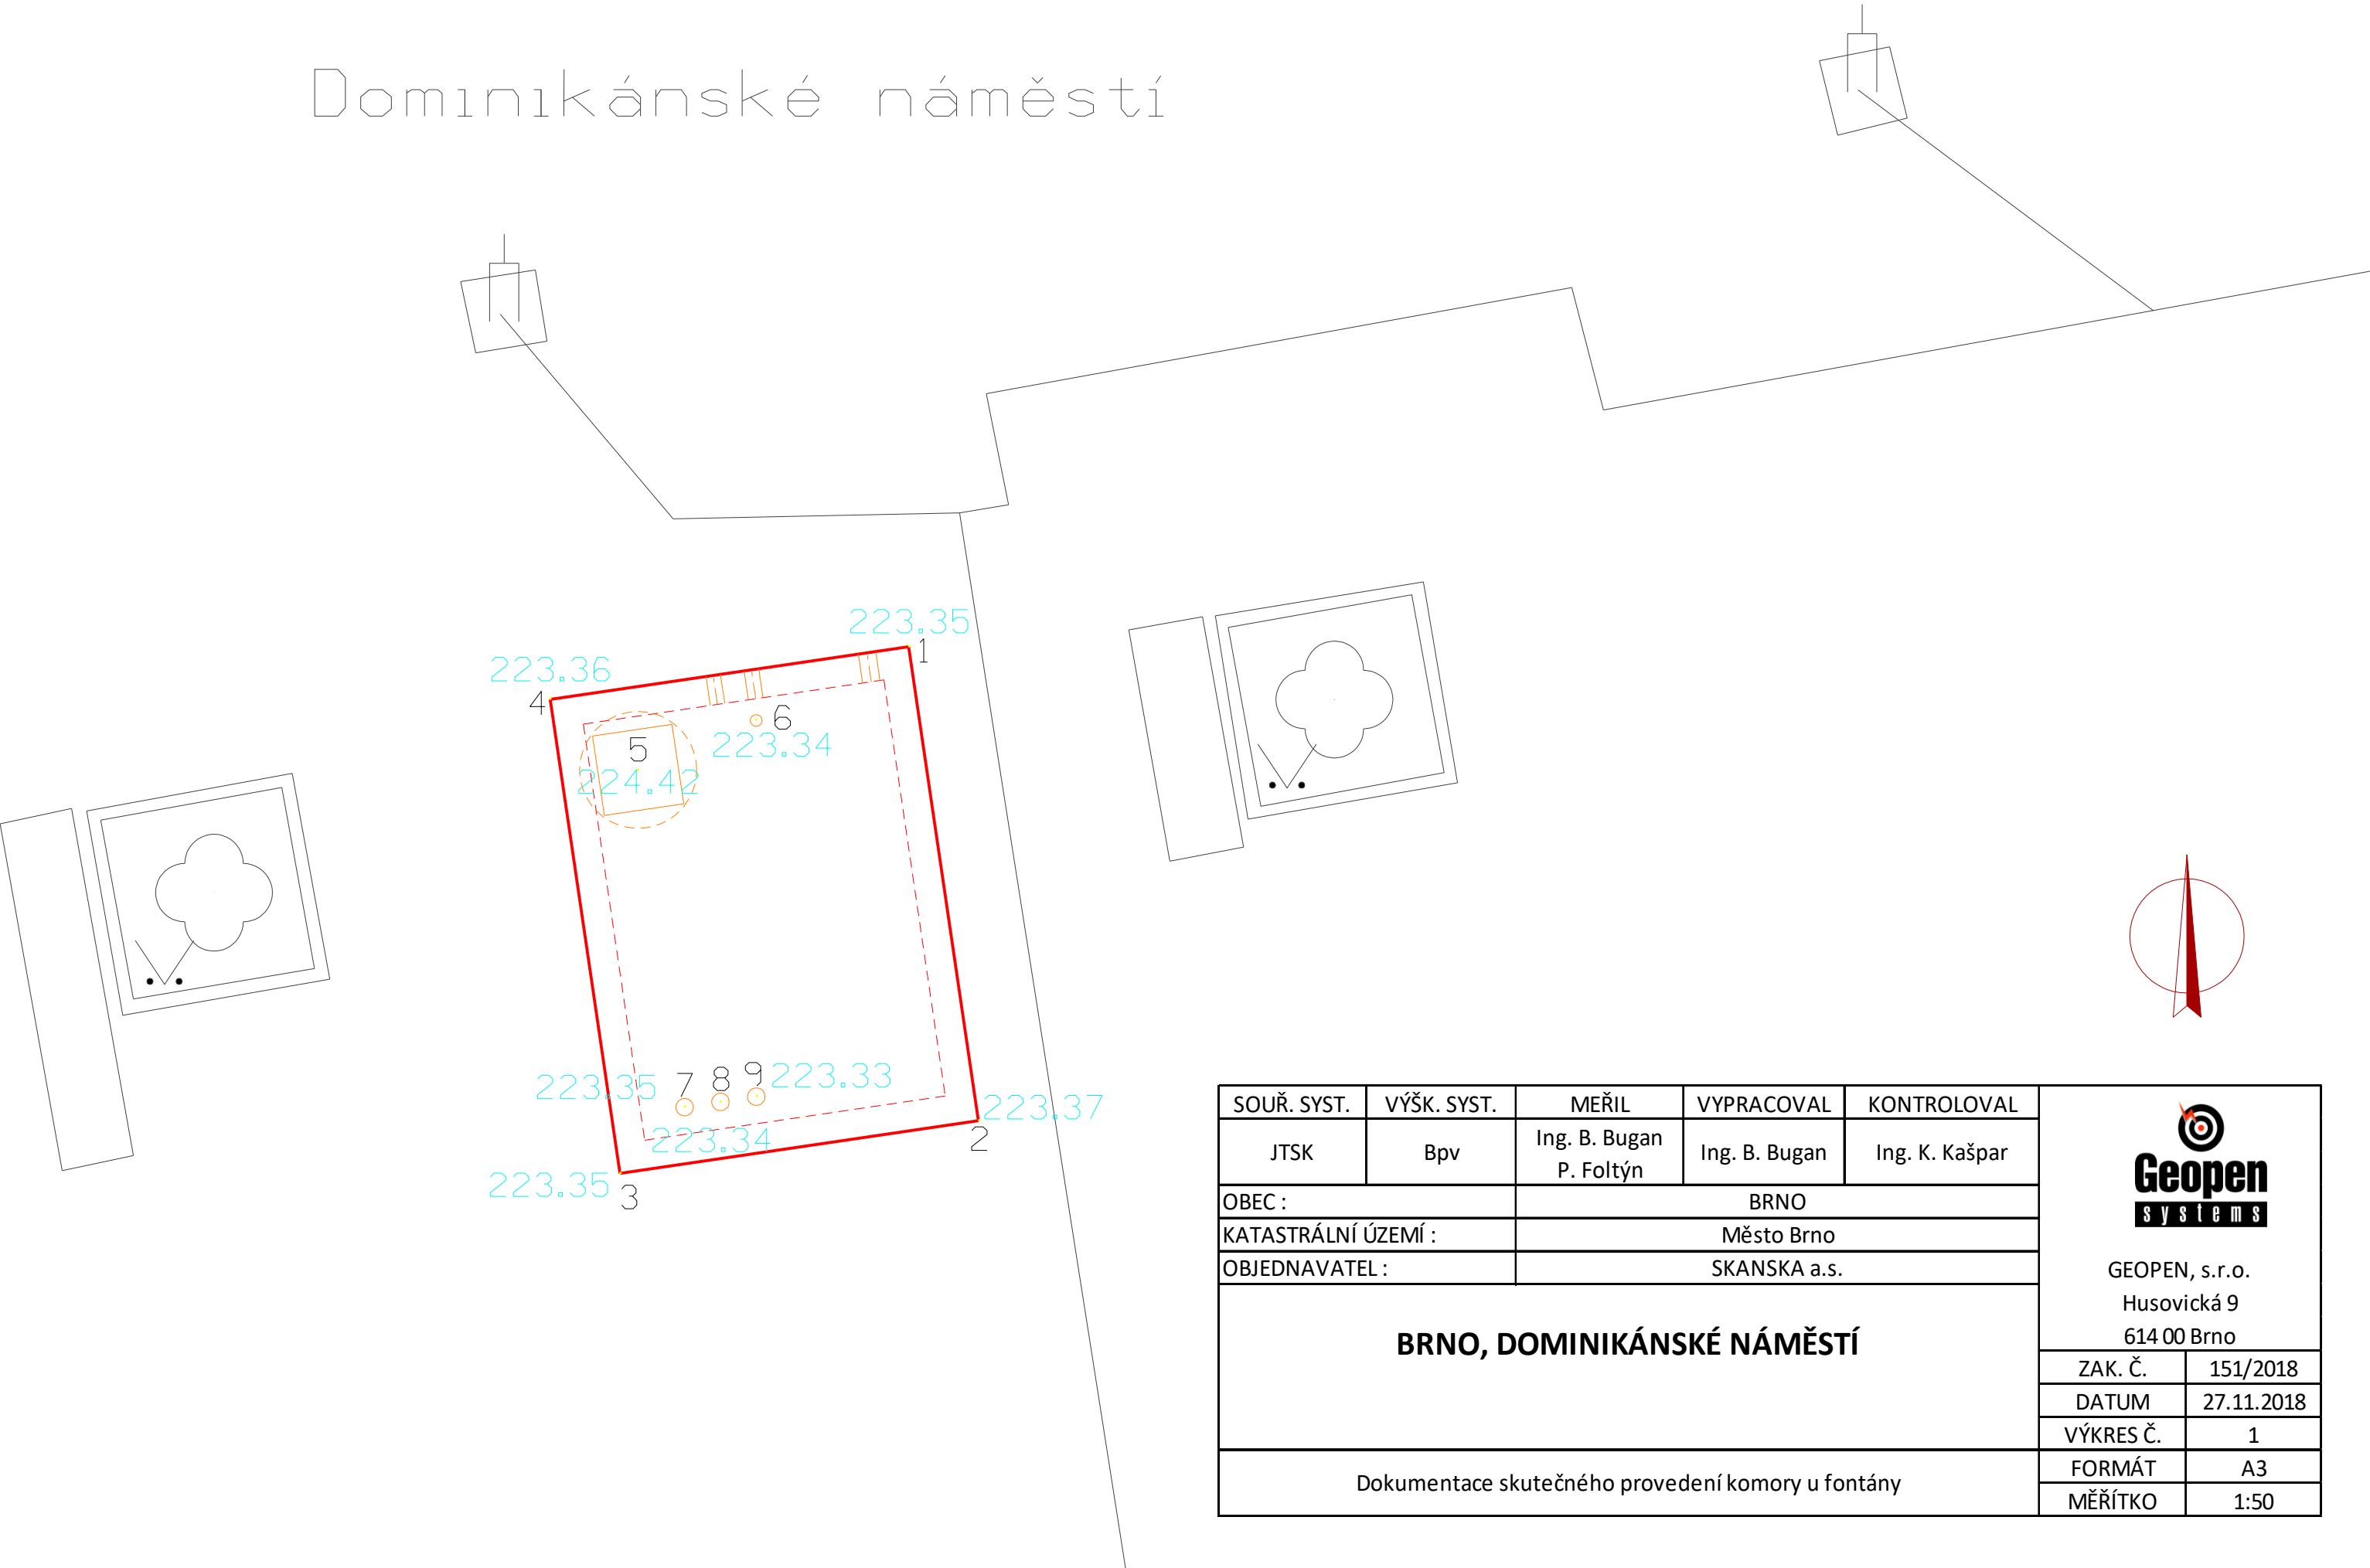 Dominikánské náměstí
223.35
1
223.36
4
6
5
223.34
224.42
7 8 9 223.33
223.35
223.37
2
223.34
223.35 3
SOUŘ. SYST. VÝŠK. SYST. MEŘIL VYPRACOVAL KONTROLOVAL
JTSK Bpv Ing. B. Bugan Ing. B. Bugan Ing. K. Kašpar
P. Foltýn
OBEC : BRNO
KATASTRÁLNÍ ÚZEMÍ : Město Brno
OBJEDNAVATEL : SKANSKA a.s.
BRNO, DOMINIKÁNSKÉ NÁMĚSTÍ
Dokumentace skutečného provedení komory u fontány
Geopen
systems
GEOPEN, s.r.o.
Husovická 9
614 00 Brno
ZAK. Č. 151/2018
DATUM 27.11.2018
VÝKRES Č. 1
FORMÁT A3
MĚŘÍTKO 1:50